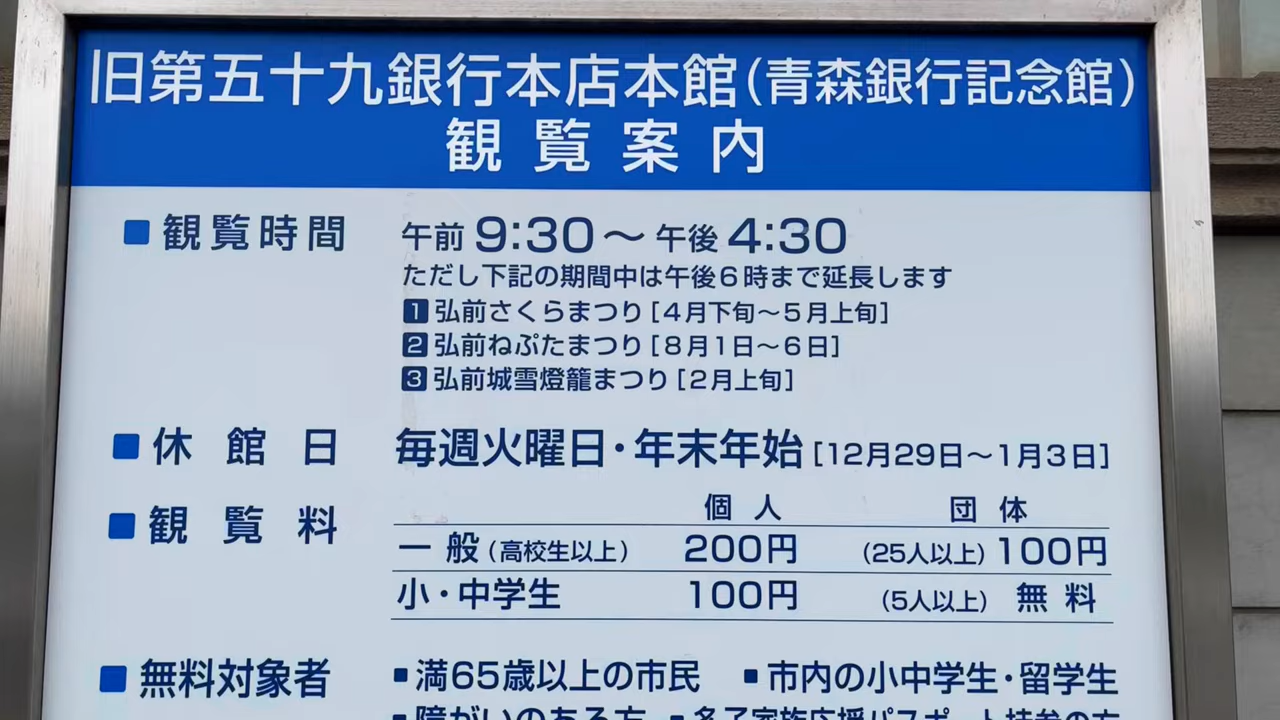 旧第五十九銀行本店本館(青森銀行記念館)
観覧案内
■観覧時間 午前9:30〜午後4:30
ただし下記の期間中は午後6時まで延長します
1 弘前さくらまつり[4月下旬〜5月上旬]
2 弘前ねぷたまつり[8月1日〜6日]
3 弘前城雪燈籠まつり[2月上旬]
■休館日 毎週火曜日・年末年始[12月29日〜1月3日]
■観覧料 個人 団体
一般(高校生以上) 200円 (25人以上)100円
小・中学生 100円 (5人以上) 無料
■無料対象者 ▪満65歳以上の市民 ▪市内の小中学生・留学生
▪障がいのある方 ▪多子家族応援パスポート持参の方